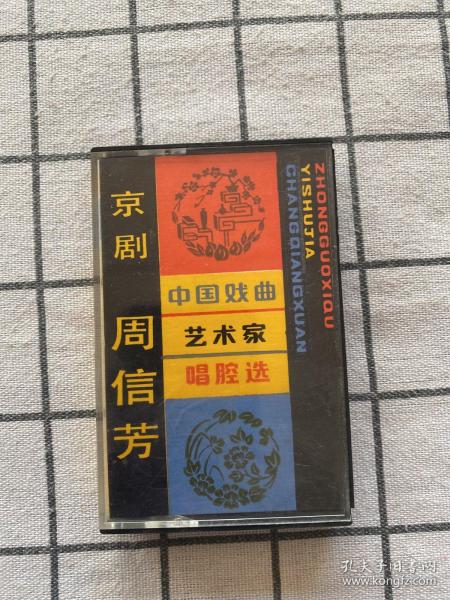 京剧 周信芳
中国戏曲
艺术家
唱腔选
ZHONGGUOXIQU
YISHUJIA
CHANGQIANGXUAN
孔夫子旧书网
www.kongfz.com